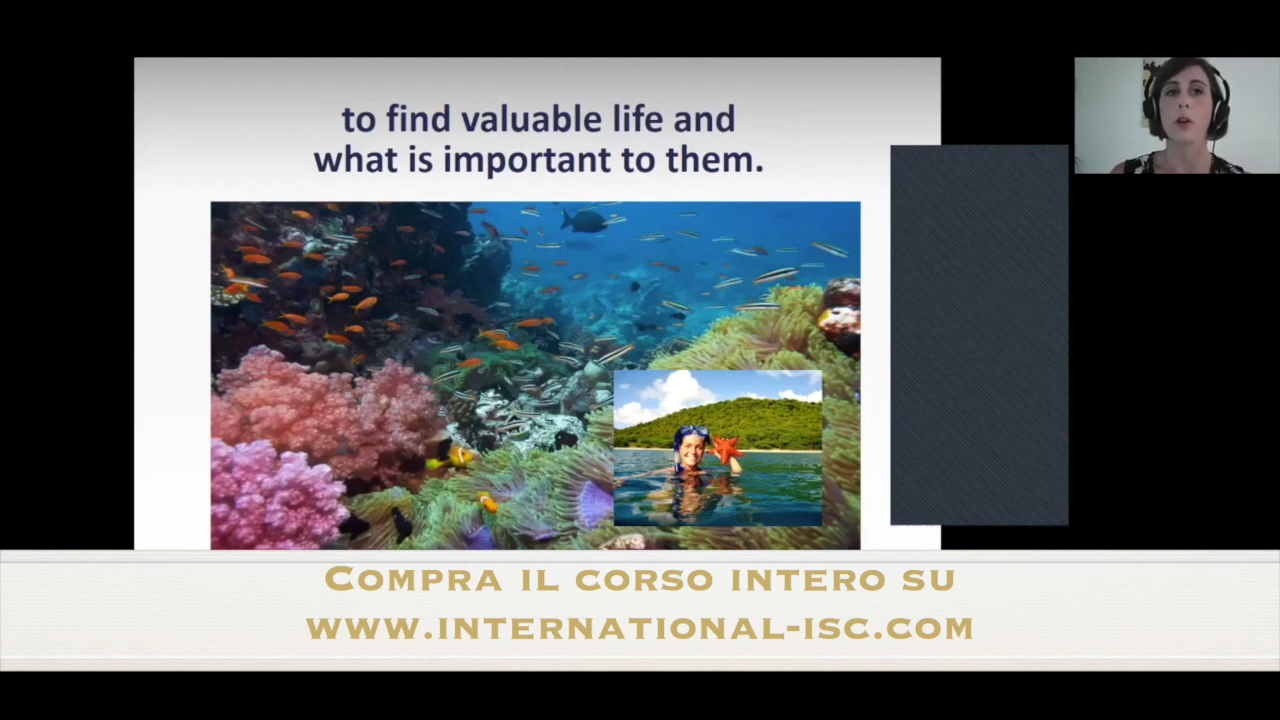 to find valuable life and
what is important to them.
Compra il corso intero su
www.international-isc.com